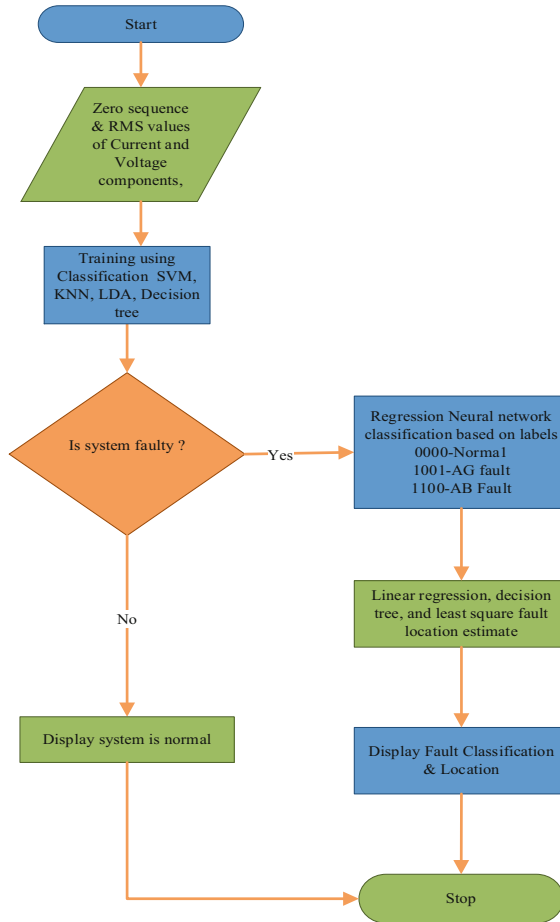 Start
Zero sequence
& RMS values
of Current and
Voltage
components,
Training using
Classification SVM,
KNN, LDA, Decision
tree
Is system faulty ?
Yes
Regression Neural network
classification based on labels
0000-Norma1
1001-AG fault
1100-AB Fault
Linear regression, decision
tree, and least square fault
location estimate
No
Display system is normal
Display Fault Classification
& Location
Stop